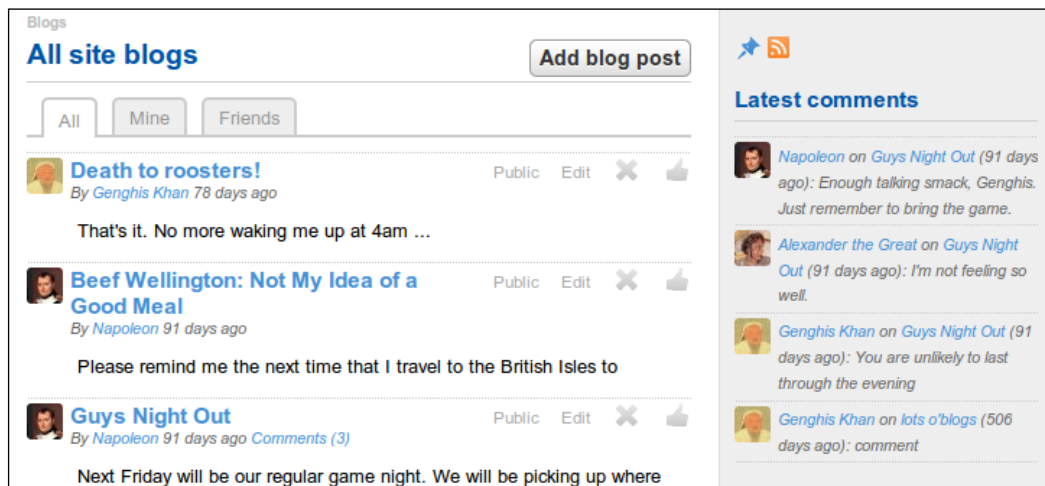 Blogs
All site blogs
Add blog post
All
Mine
Friends
Death to roosters!
Public
Edit
By Genghis Khan 78 days ago
That's it. No more waking me up at 4am ...
Beef Wellington: Not My Idea of a
Public
Edit
Good Meal
By Napoleon 91 days ago
Please remind me the next time that I travel to the British Isles to
Guys Night Out
Public
Edit
By Napoleon 91 days ago Comments (3)
Next Friday will be our regular game night. We will be picking up where
Latest comments
Napoleon on Guys Night Out (91 days
ago): Enough talking smack, Genghis.
Just remember to bring the game.
Alexander the Great on Guys Night
Out (91 days ago): I'm not feeling so
well.
Genghis Khan on Guys Night Out (91
days ago): You are unlikely to last
through the evening
Genghis Khan on lots o'blogs (506
days ago): comment